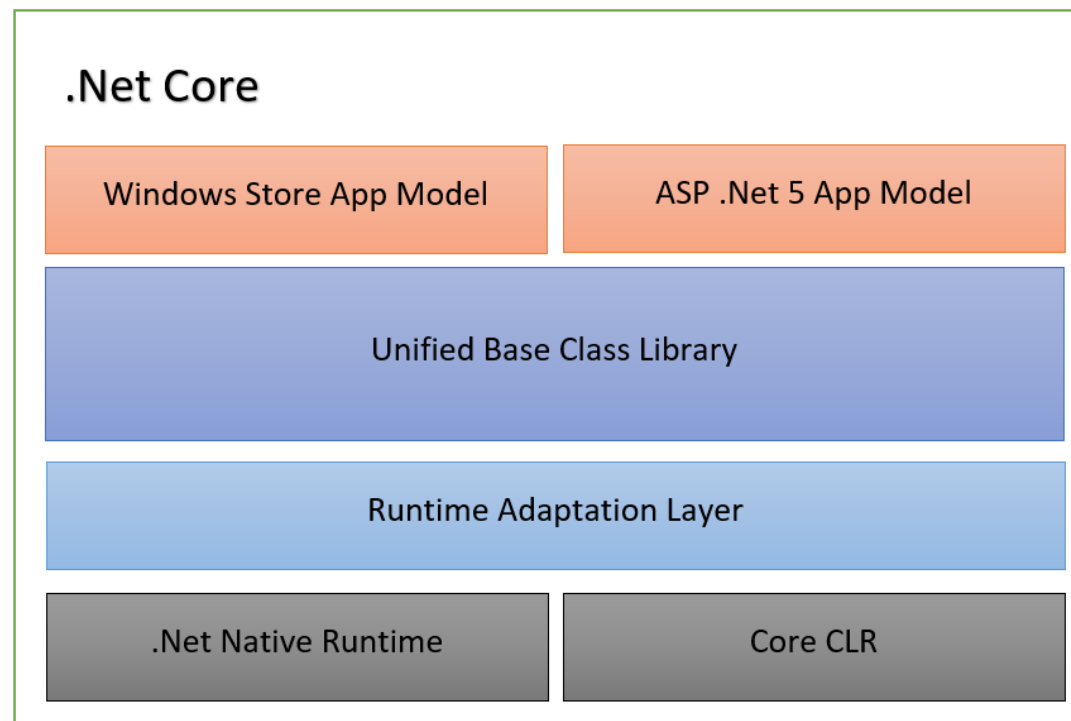 .Net Core
Windows Store App Model
ASP .Net 5 App Model
Unified Base Class Library
Runtime Adaptation Layer
.Net Native Runtime
Core CLR